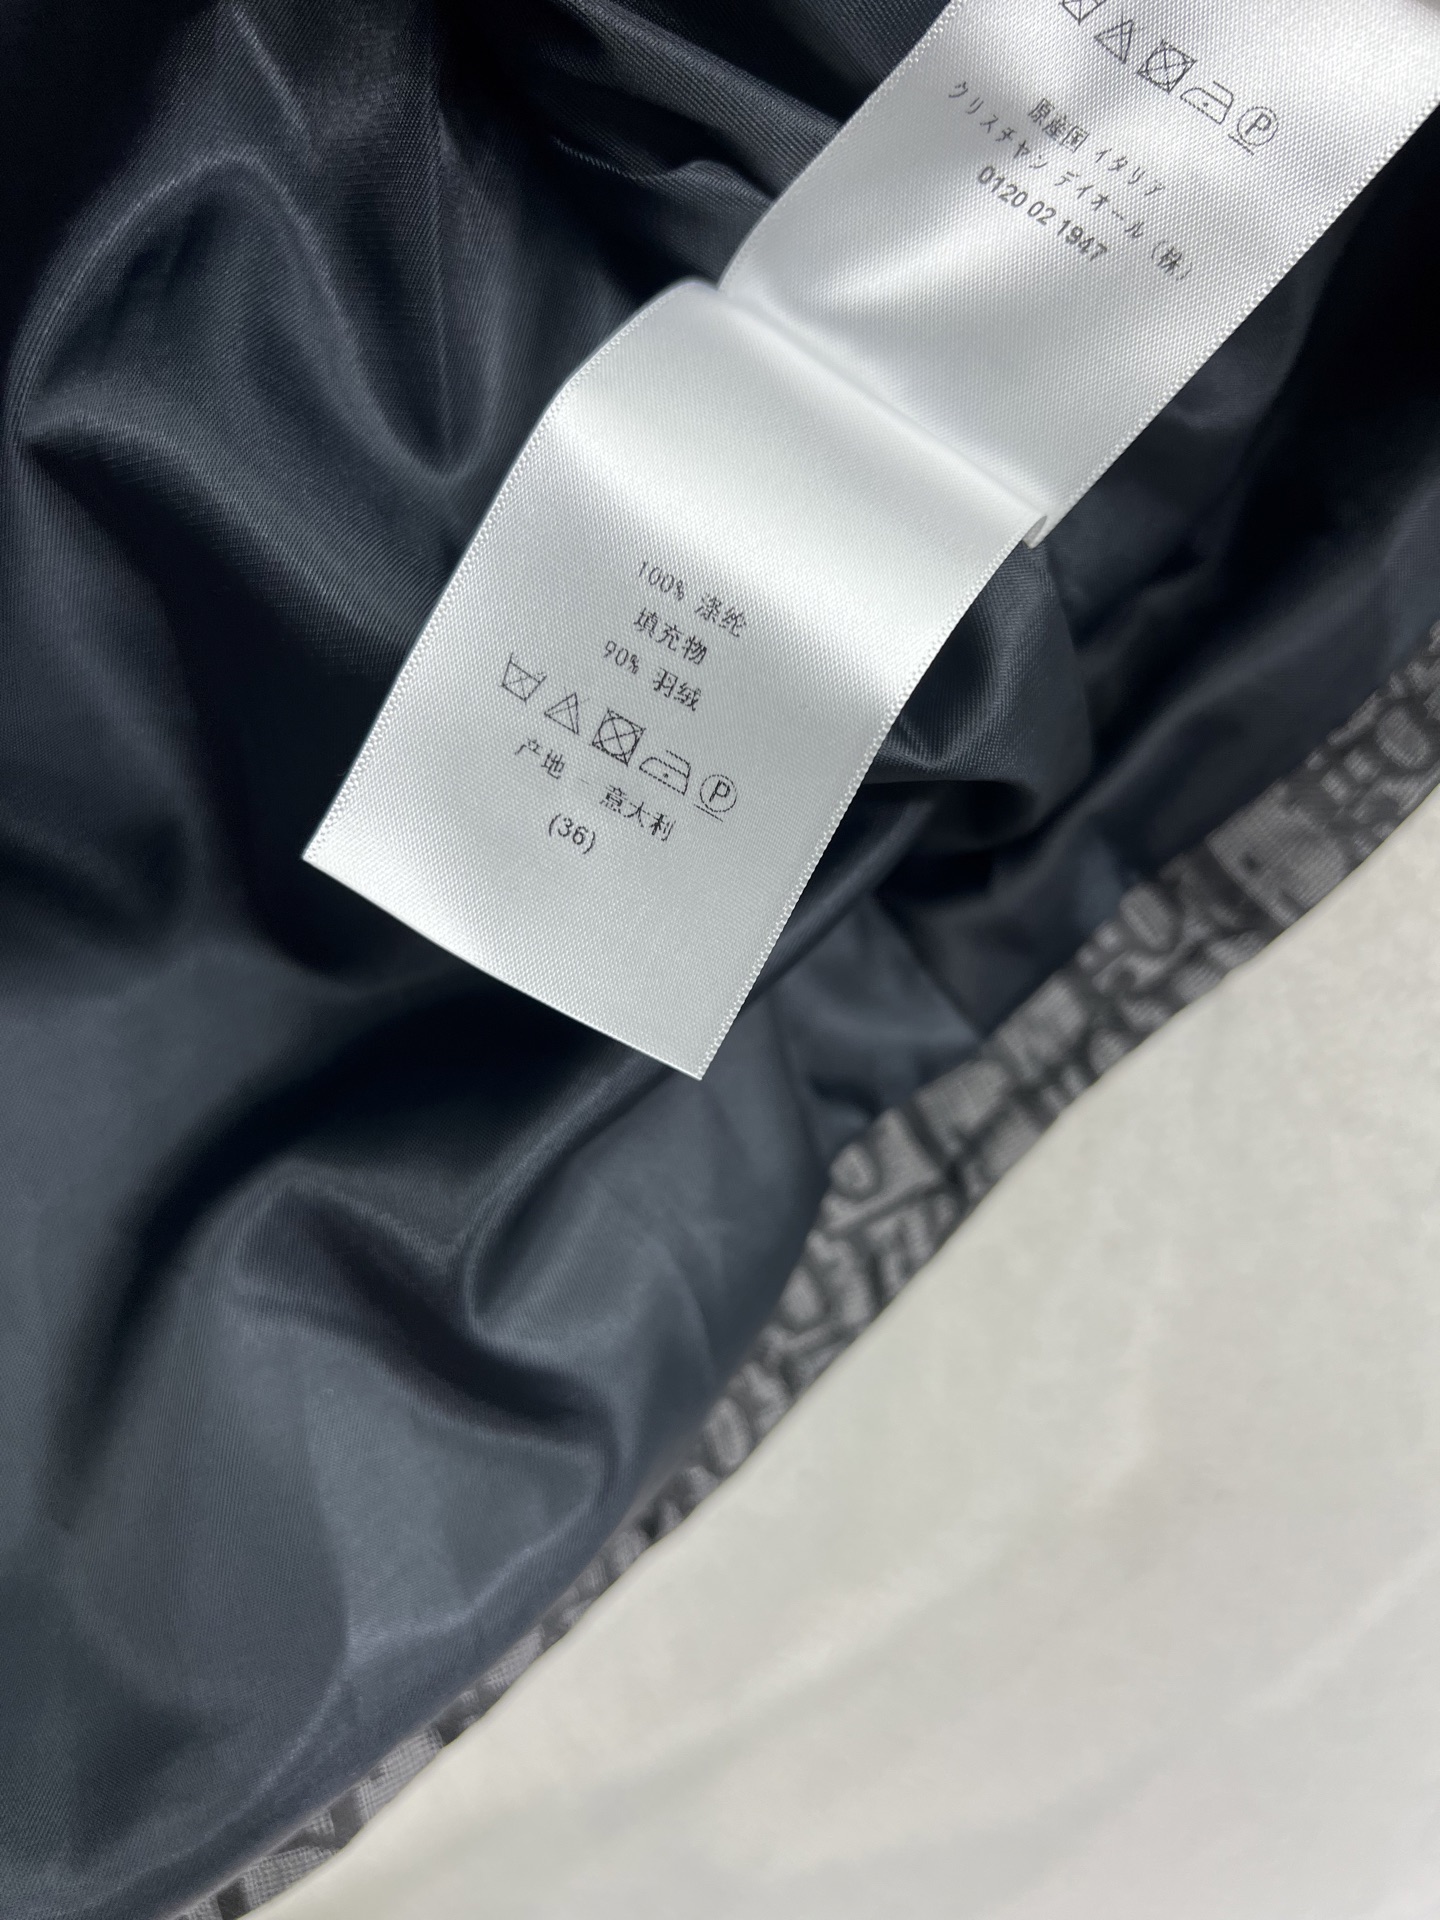 原産国 イタリア
クリスチャン ディオール（株）
0120 02 1947
100% 涤纶
填充物
90% 羽绒
P
产地 — 意大利
(36)